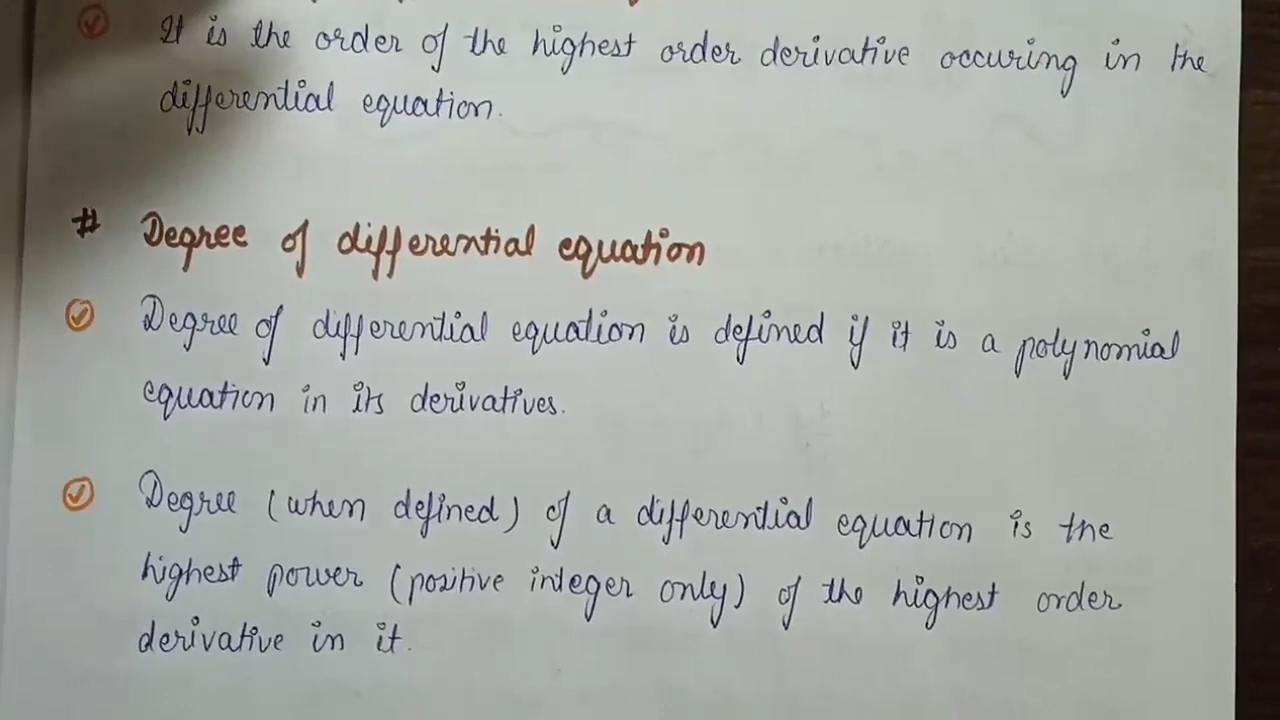 It is the order of the highest order derivative occuring in the
differential equation.
# Degree of differential equation
Degree of differential equation is defined if it is a polynomial
equation in its derivatives.
Degree (when defined) of a differential equation is the
highest power (positive integer only) of the highest order
derivative in it.